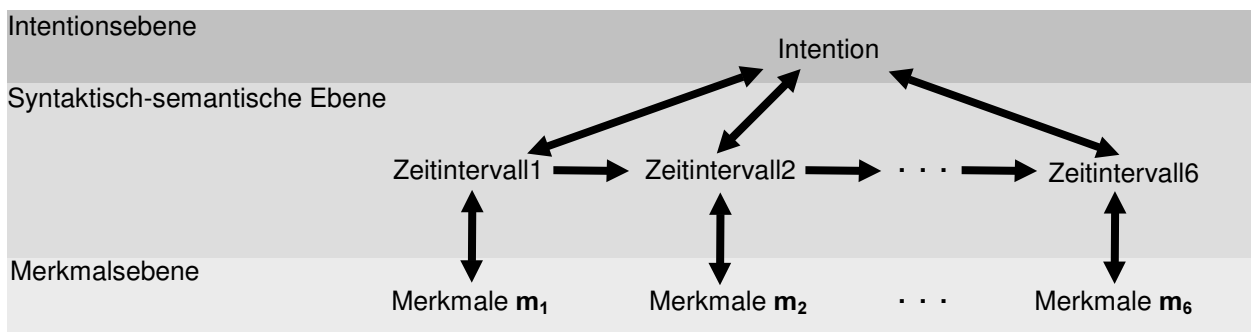 Intentionsebene
Intention
Syntaktisch-semantische Ebene
Zeitintervall1 Zeitintervall2 . . . Zeitintervall6
Merkmalsebene
Merkmale m₁ Merkmale m₂ . . . Merkmale m₆